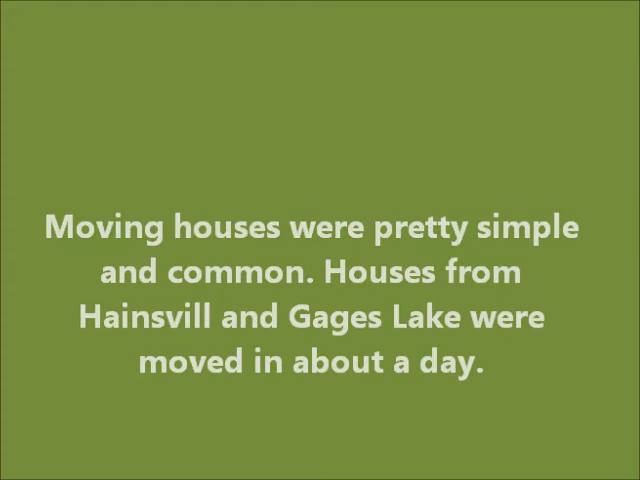 Moving houses were pretty simple
and common. Houses from
Hainsvill and Gages Lake were
moved in about a day.